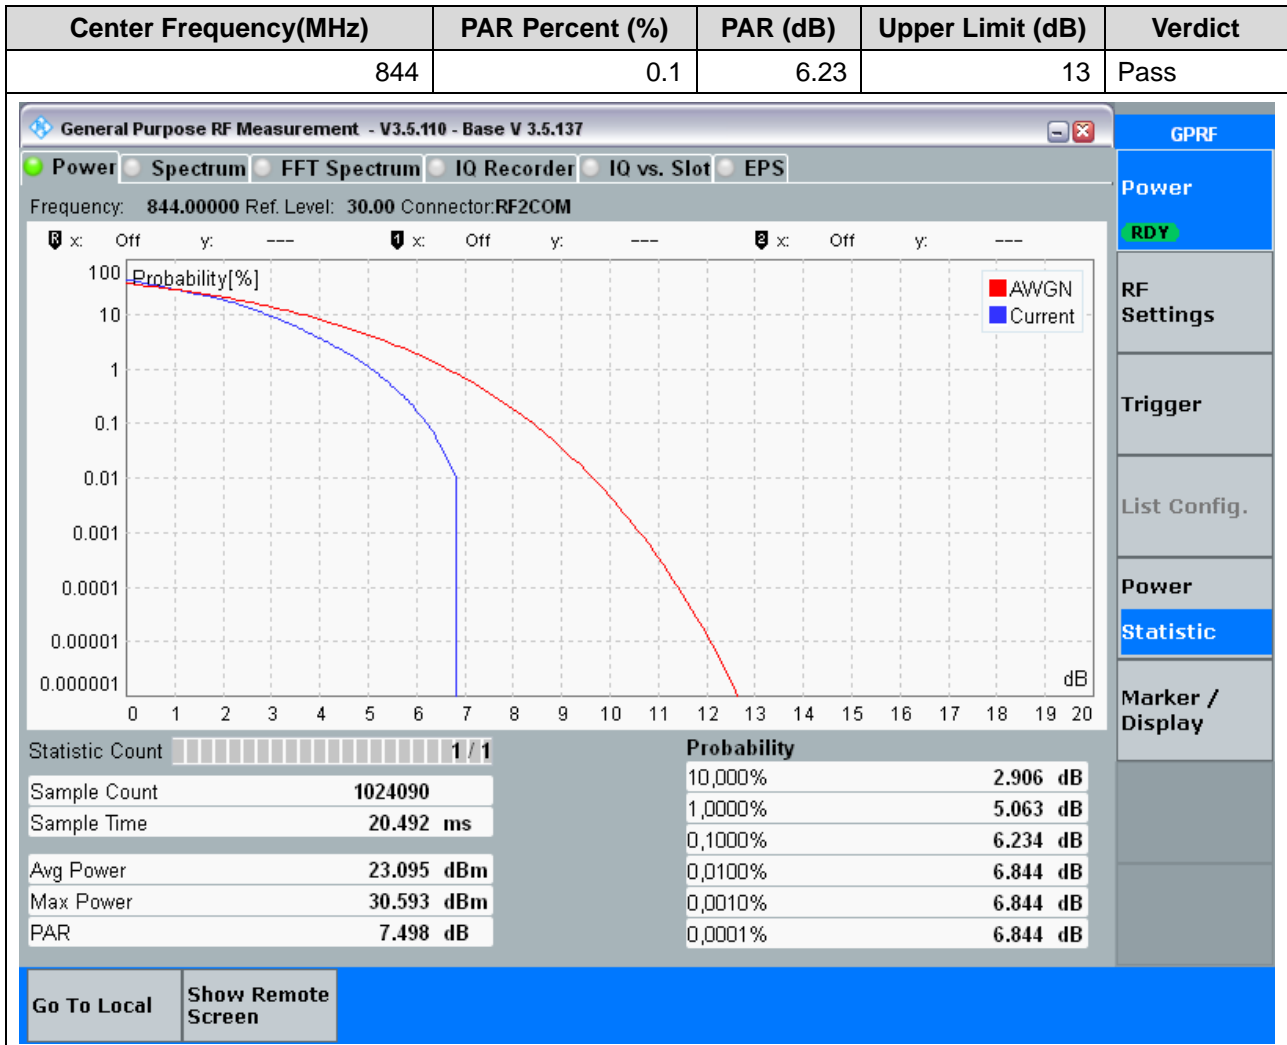 Center Frequency(MHz) PAR Percent (%) PAR (dB) Upper Limit (dB) Verdict
844 0.1 6.23 13 Pass
General Purpose RF Measurement - V3.5.110 - Base V 3.5.137
GPRF
Power Spectrum FFT Spectrum IQ Recorder IQ vs. Slot EPS
Frequency: 844.00000 Ref. Level: 30.00 Connector:RF2COM
R x: Off y: --- 1 x: Off y: --- 2 x: Off y: ---
Probability[%]
AWGN
Current
100
10
1
0.1
0.01
0.001
0.0001
0.00001
0.000001
dB
0 1 2 3 4 5 6 7 8 9 10 11 12 13 14 15 16 17 18 19 20
Statistic Count 1 / 1
Sample Count 1024090
Sample Time 20.492 ms
Avg Power 23.095 dBm
Max Power 30.593 dBm
PAR 7.498 dB
Probability
10,000% 2.906 dB
1,0000% 5.063 dB
0,1000% 6.234 dB
0,0100% 6.844 dB
0,0010% 6.844 dB
0,0001% 6.844 dB
Power
RDY
RF
Settings
Trigger
List Config.
Power
Statistic
Marker /
Display
Go To Local
Show Remote
Screen